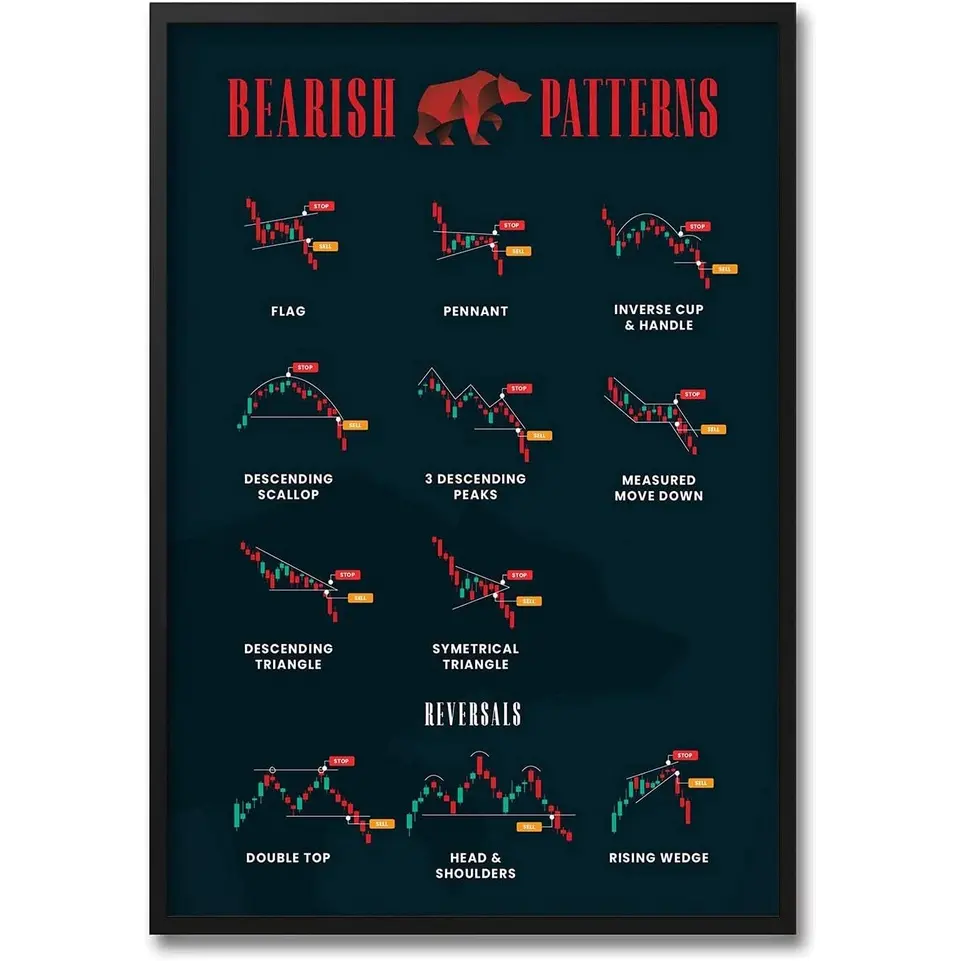 BEARISH PATTERNS
STOP
SELL
FLAG
STOP
SELL
PENNANT
STOP
SELL
INVERSE CUP
& HANDLE
STOP
SELL
DESCENDING
SCALLOP
STOP
SELL
3 DESCENDING
PEAKS
STOP
SELL
MEASURED
MOVE DOWN
STOP
SELL
DESCENDING
TRIANGLE
STOP
SELL
SYMETRICAL
TRIANGLE
REVERSALS
STOP
SELL
DOUBLE TOP
SELL
HEAD &
SHOULDERS
STOP
SELL
RISING WEDGE